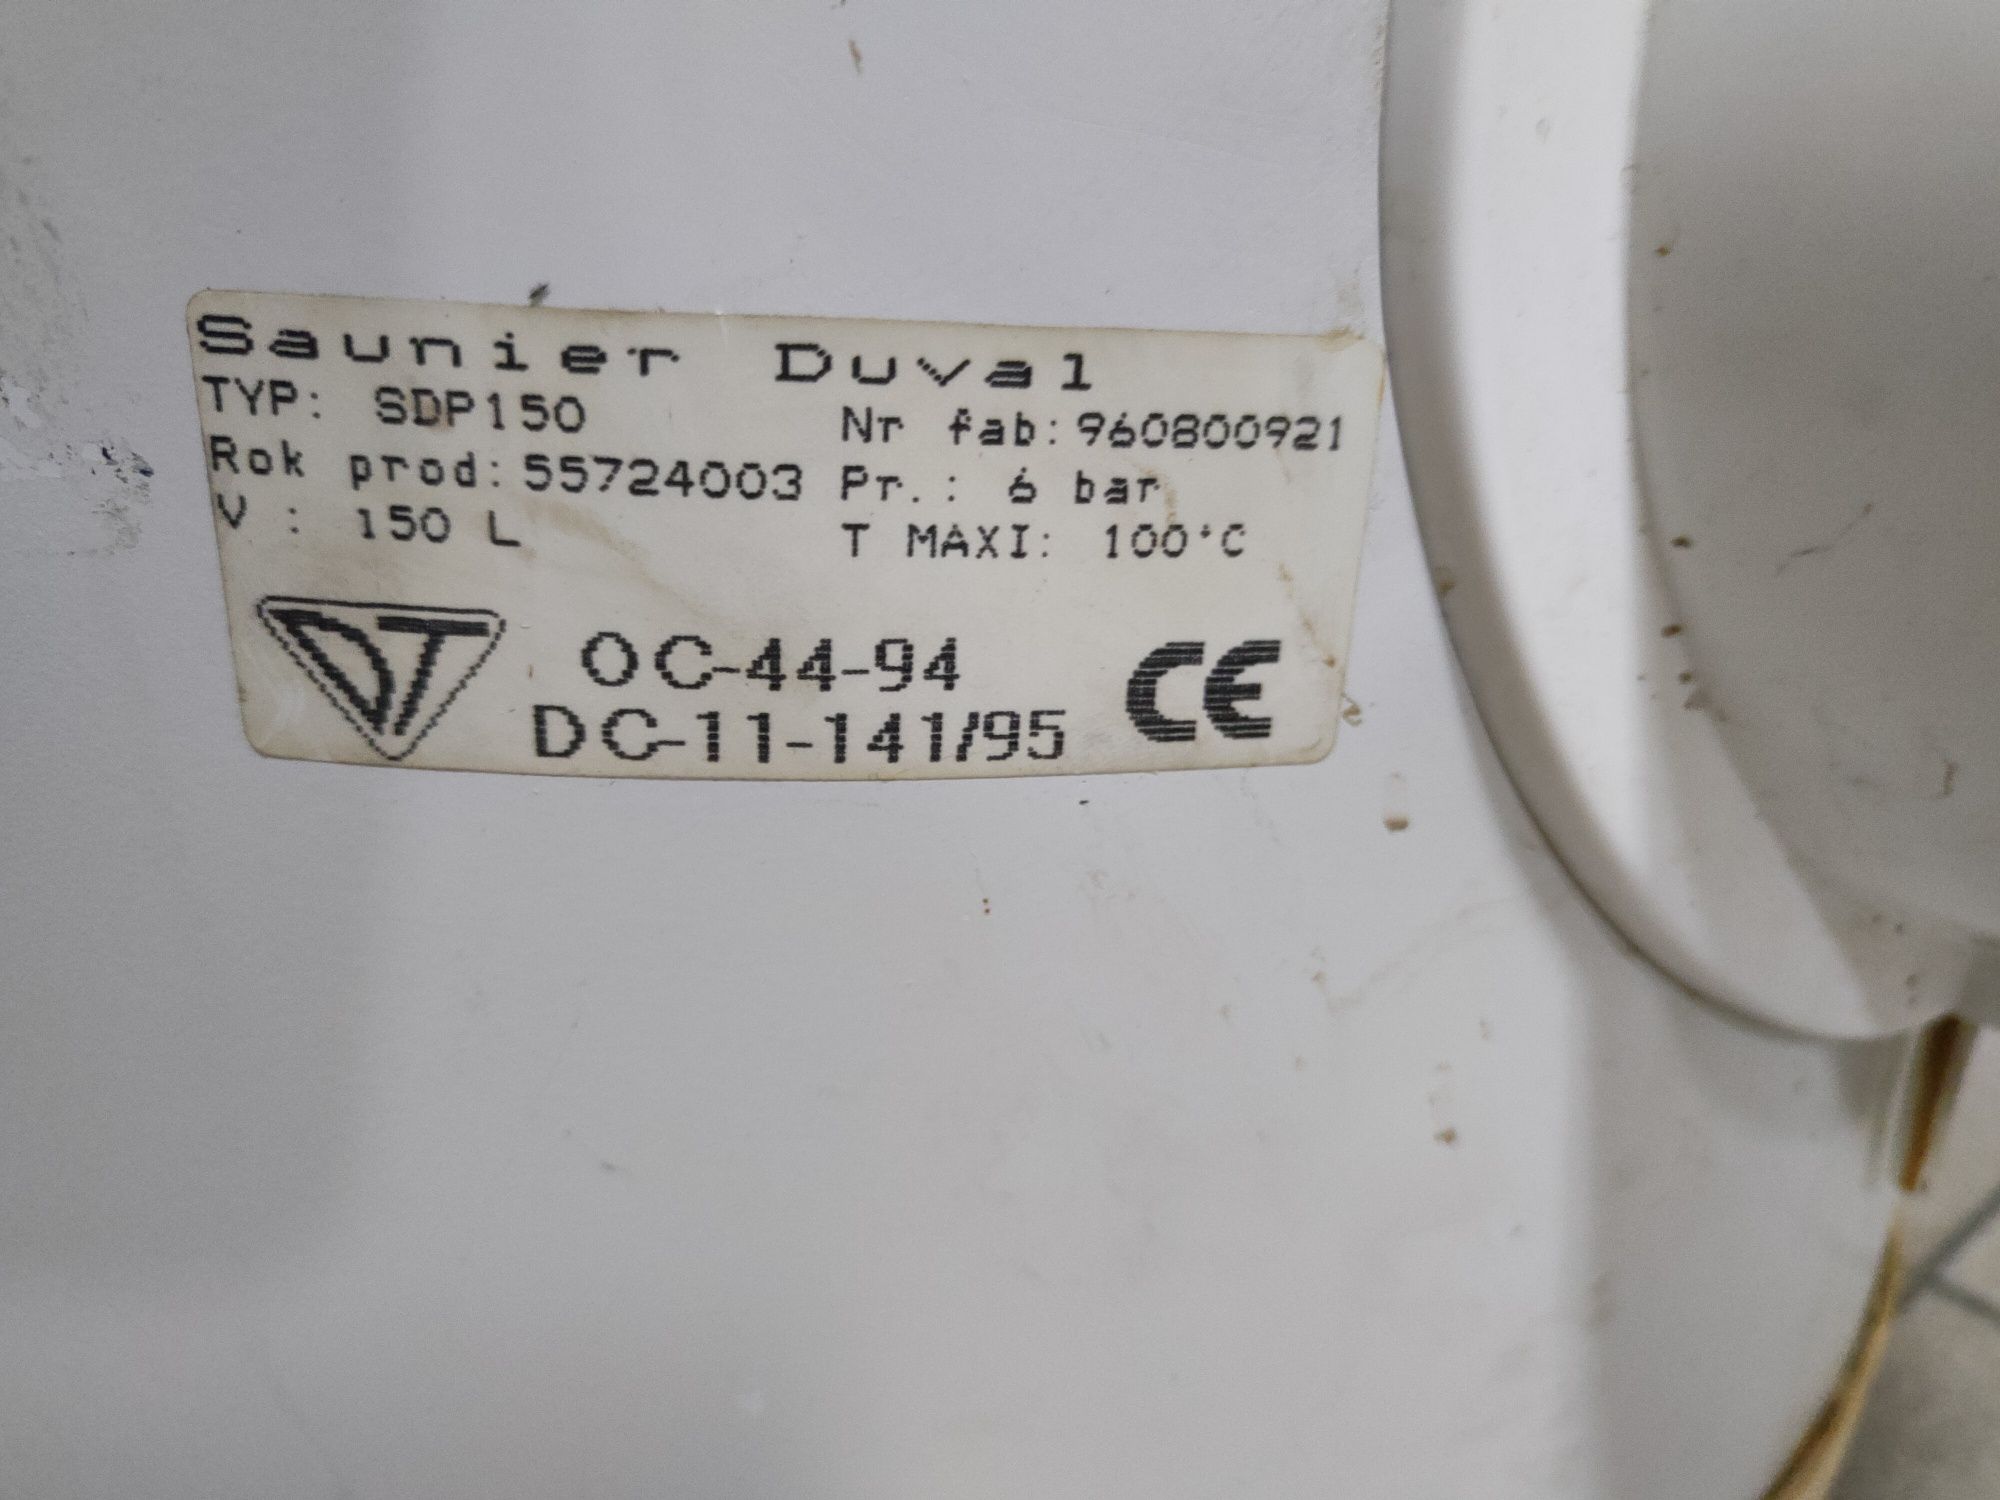 Saunier Duval
TYP: SDP150 Nr fab: 960800921
Rok prod: 55724003 Pr.: 6 bar
V : 150 L T MAXI: 100°C
DT OC-44-94
DC-11-141/95 CE